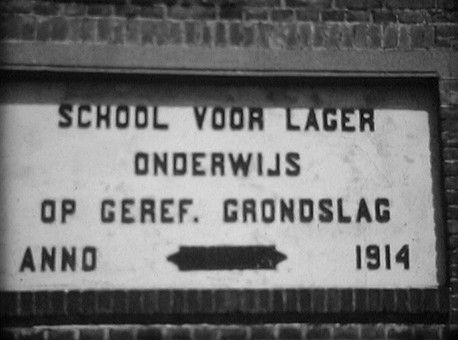 SCHOOL VOOR LAGER
ONDERWIJS
OP GEREF. GRONDSLAG
ANNO 1914